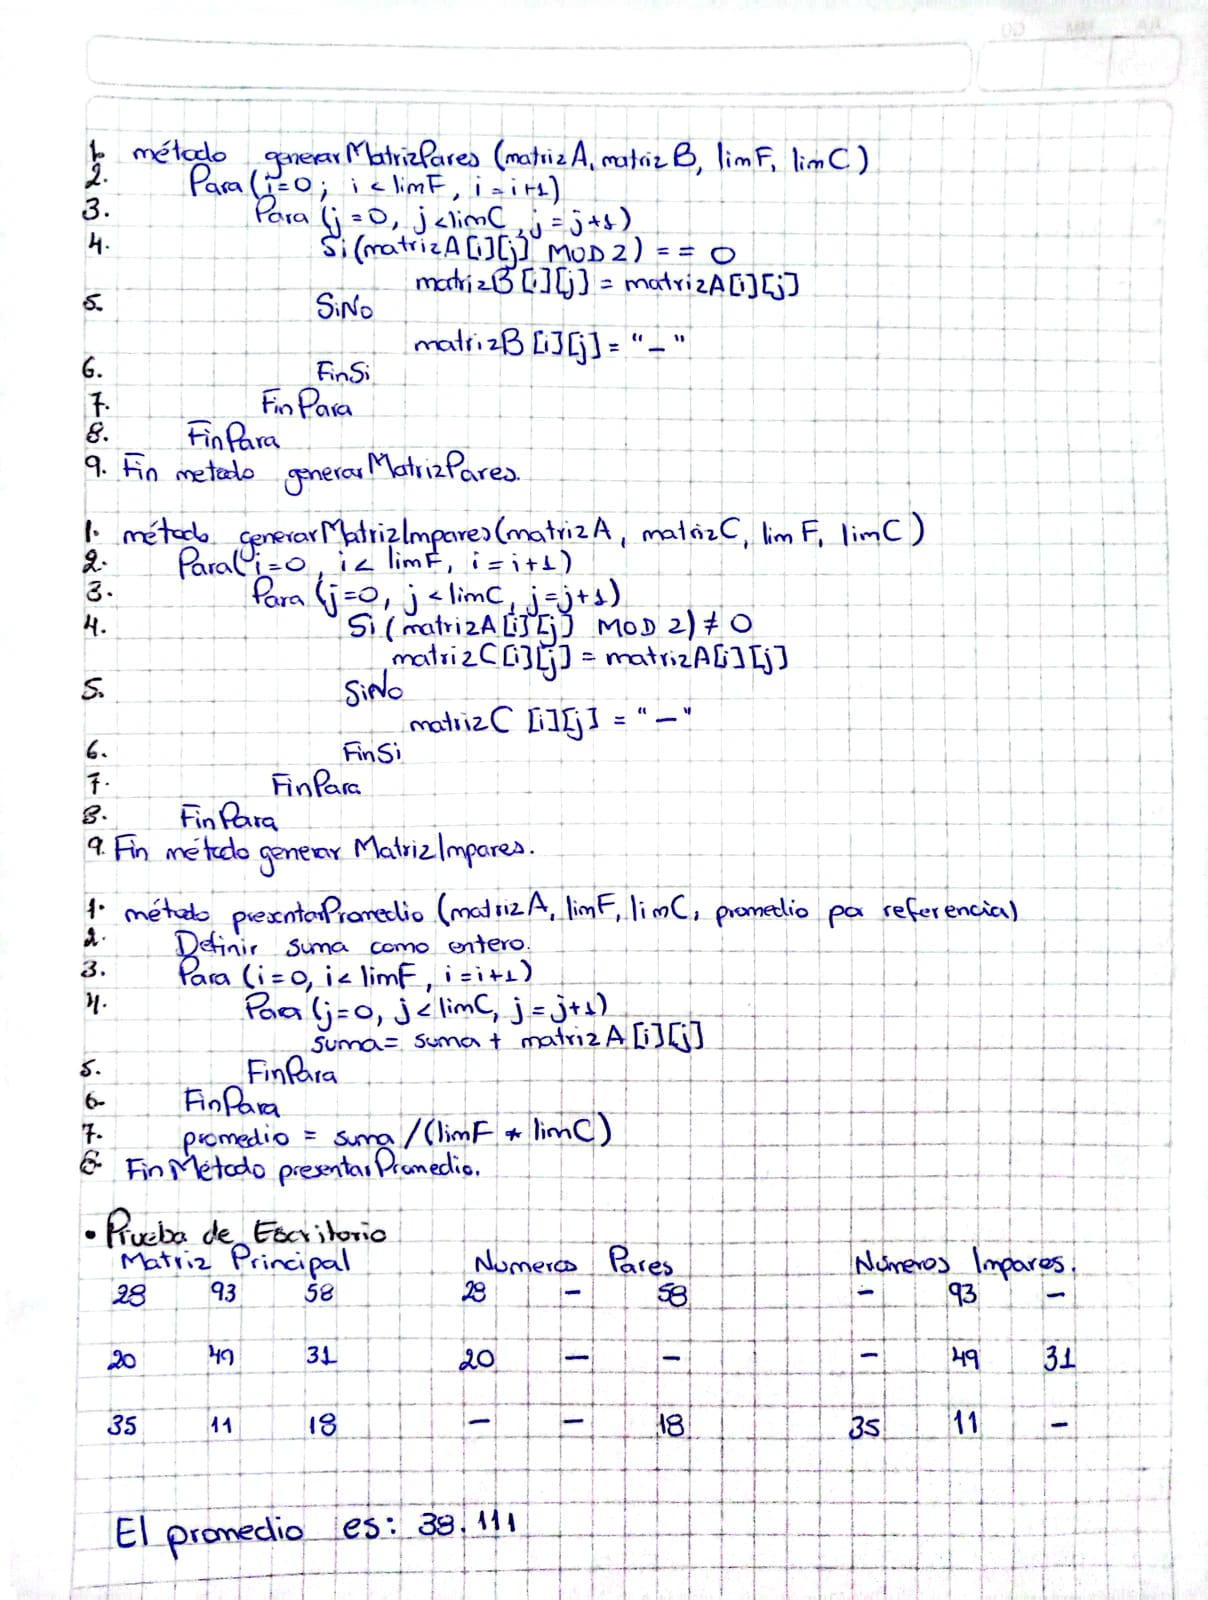 1. método generarMatrizPares (matrizA, matrizB, limF, limC)
2. Para (i=0; i < limF, i = i+1)
3. Para (j = 0, j<limC, j = j+1)
4. Si (matrizA[i][j] MOD 2) == 0
matrizB[i][j] = matrizA[i][j]
5. SiNo
matrizB[i][j] = "_"
6. FinSi
7. FinPara
8. FinPara
9. Fin metodo generarMatrizPares.
1. método generarMatrizImpares(matrizA, matrizC, limF, limC)
2. Para(i=0, i< limF, i = i+1)
3. Para (j=0, j <limC, j=j+1)
4. Si (matrizA[i][j] MOD 2) ≠ 0
matrizC[i][j] = matrizA[i][j]
5. SiNo
matrizC [i][j] = "—"
6. FinSi
7. FinPara
8. FinPara
9. Fin método generar MatrizImpares.
1. método presentarPromedio (matrizA, limF, limC, promedio por referencia)
2. Definir suma como entero.
3. Para (i=0, i< limF, i=i+1)
4. Para (j=0, j<limC, j = j+1)
suma = suma + matrizA[i][j]
5. FinPara
6. FinPara
7. promedio = suma /(limF * limC)
8. Fin Método presentarPromedio.
• Prueba de Escritorio
Matriz Principal Numeros Pares Números Impares.
28 93 58 28 - 58 - 93 -
20 49 31 20 - - - 49 31
35 11 18 - - 18 35 11 -
El promedio es: 38.111